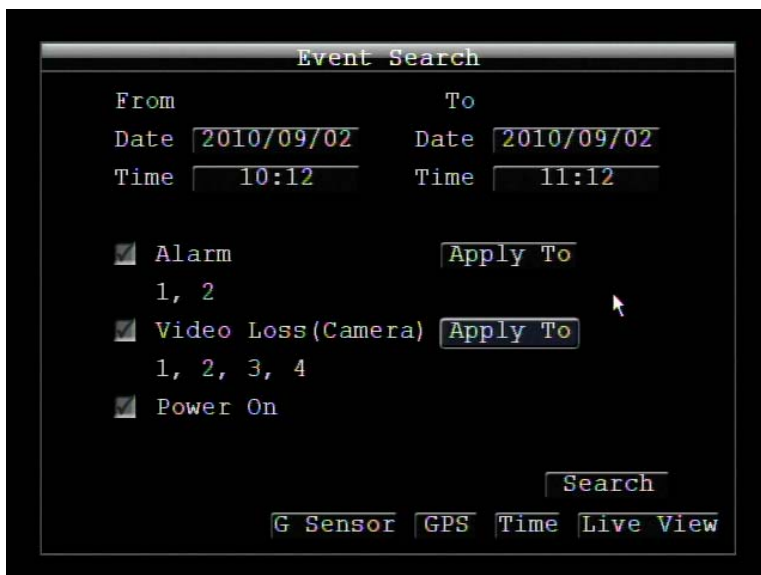 Event Search
From To
Date 2010/09/02 Date 2010/09/02
Time 10:12 Time 11:12
Alarm Apply To
1, 2
Video Loss(Camera) Apply To
1, 2, 3, 4
Power On
Search
G Sensor GPS Time Live View